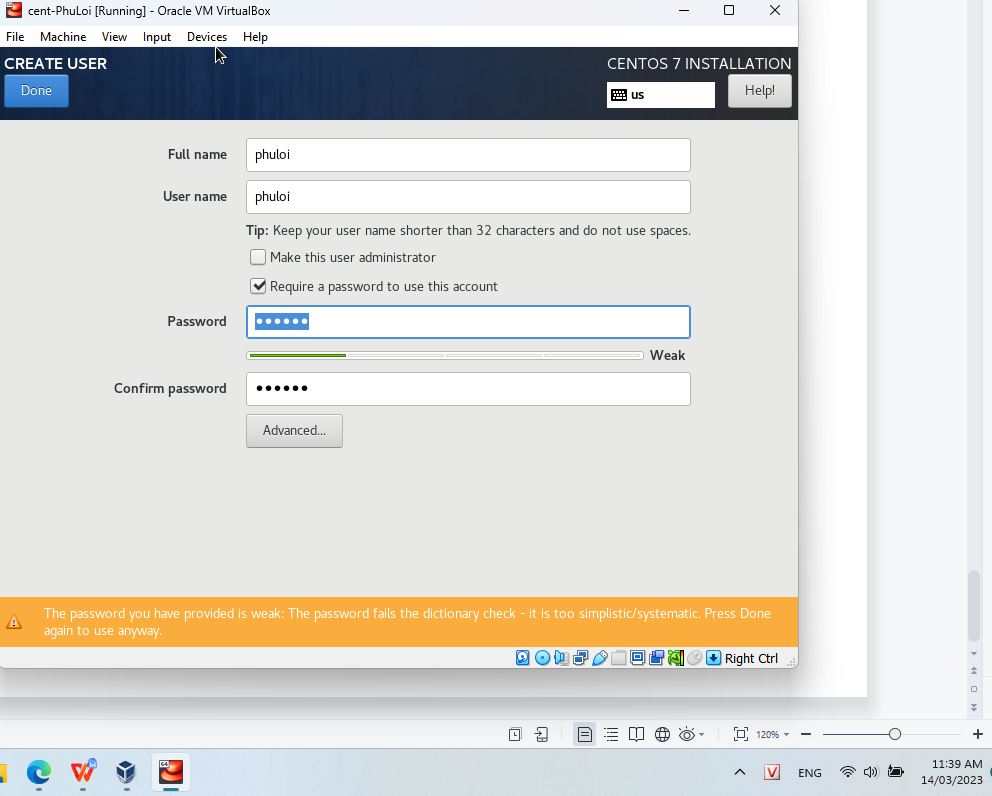 cent-PhuLoi [Running] - Oracle VM VirtualBox
File Machine View Input Devices Help
CREATE USER
CENTOS 7 INSTALLATION
Done
us
Help!
Full name
phuloi
User name
phuloi
Tip: Keep your user name shorter than 32 characters and do not use spaces.
Make this user administrator
Require a password to use this account
Password
••••••
Weak
Confirm password
••••••
Advanced...
The password you have provided is weak: The password fails the dictionary check - it is too simplistic/systematic. Press Done
again to use anyway.
Right Ctrl
120%
ENG
11:39 AM
14/03/2023